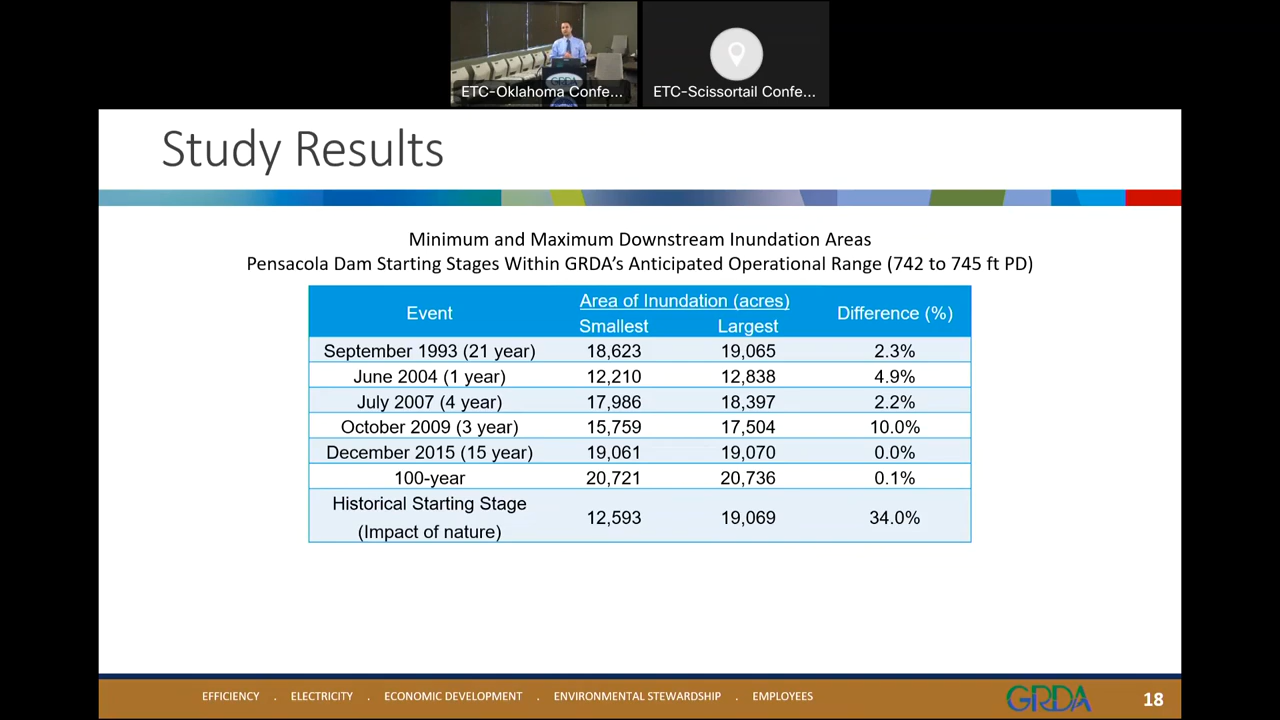 ETC-Oklahoma Confe...
ETC-Scissortail Confe...
GRDA
Study Results
Minimum and Maximum Downstream Inundation Areas
Pensacola Dam Starting Stages Within GRDA's Anticipated Operational Range (742 to 745 ft PD)
Event Area of Inundation (acres) Difference (%)
Smallest Largest
September 1993 (21 year) 18,623 19,065 2.3%
June 2004 (1 year) 12,210 12,838 4.9%
July 2007 (4 year) 17,986 18,397 2.2%
October 2009 (3 year) 15,759 17,504 10.0%
December 2015 (15 year) 19,061 19,070 0.0%
100-year 20,721 20,736 0.1%
Historical Starting Stage
(Impact of nature) 12,593 19,069 34.0%
EFFICIENCY . ELECTRICITY . ECONOMIC DEVELOPMENT . ENVIRONMENTAL STEWARDSHIP . EMPLOYEES
GRDA
18